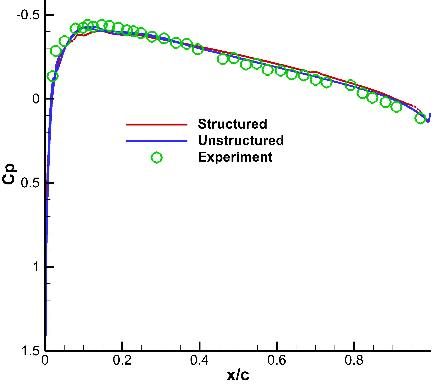 -0.5
0
0.5
1
1.5
Cp
Structured
Unstructured
Experiment
0 0.2 0.4 0.6 0.8
x/c